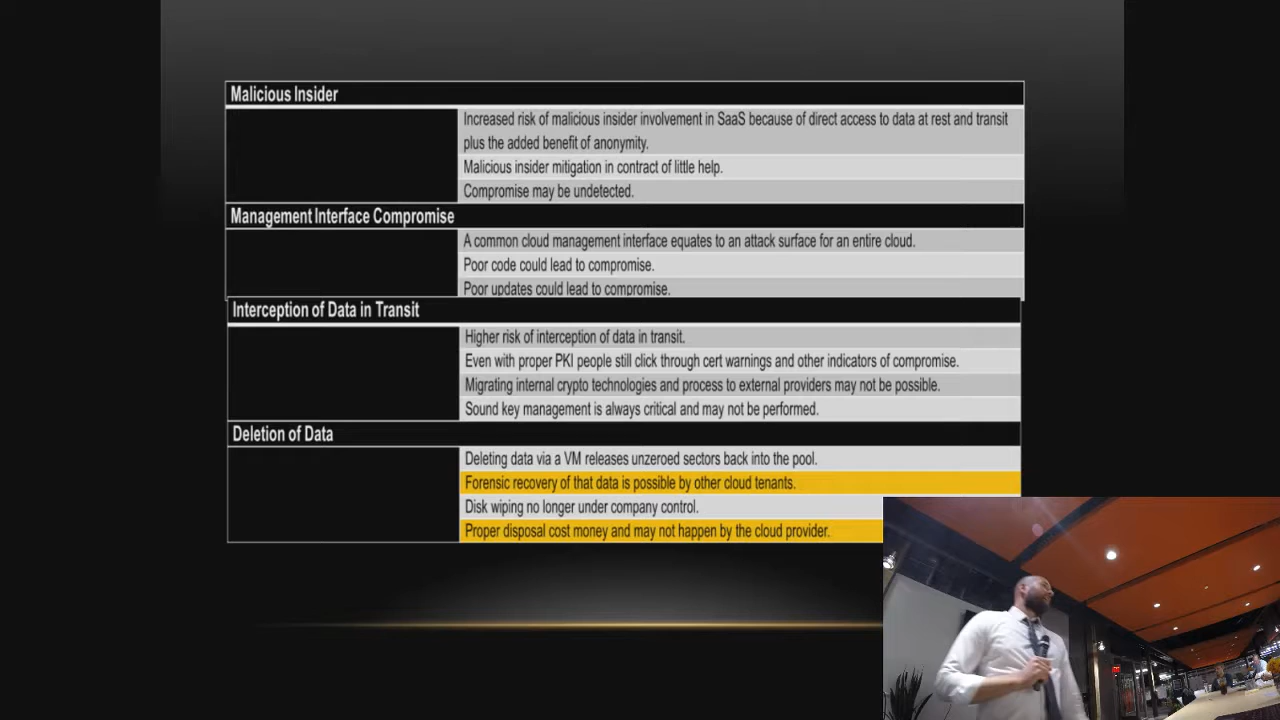 Malicious Insider
Increased risk of malicious insider involvement in SaaS because of direct access to data at rest and transit
plus the added benefit of anonymity.
Malicious insider mitigation in contract of little help.
Compromise may be undetected.
Management Interface Compromise
A common cloud management interface equates to an attack surface for an entire cloud.
Poor code could lead to compromise.
Poor updates could lead to compromise.
Interception of Data in Transit
Higher risk of interception of data in transit.
Even with proper PKI people still click through cert warnings and other indicators of compromise.
Migrating internal crypto technologies and process to external providers may not be possible.
Sound key management is always critical and may not be performed.
Deletion of Data
Deleting data via a VM releases unzeroed sectors back into the pool.
Forensic recovery of that data is possible by other cloud tenants.
Disk wiping no longer under company control.
Proper disposal cost money and may not happen by the cloud provider.